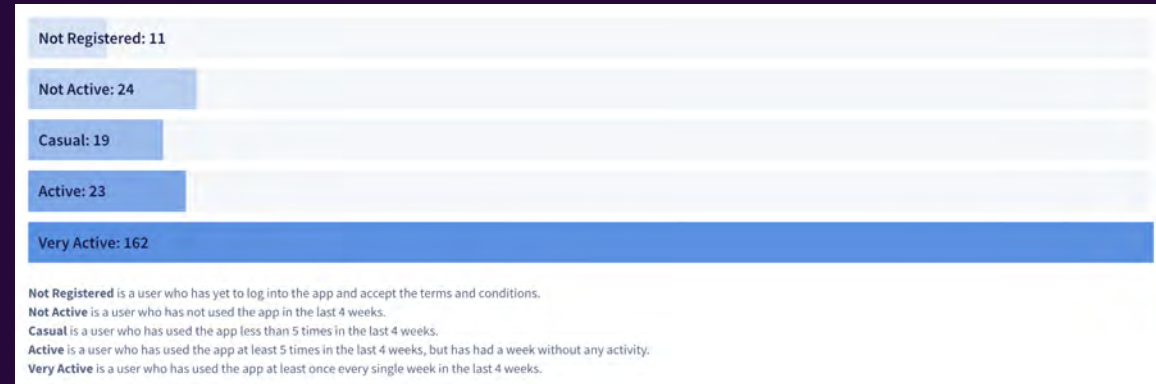 Not Registered: 11
Not Active: 24
Casual: 19
Active: 23
Very Active: 162
Not Registered is a user who has yet to log into the app and accept the terms and conditions.
Not Active is a user who has not used the app in the last 4 weeks.
Casual is a user who has used the app less than 5 times in the last 4 weeks.
Active is a user who has used the app at least 5 times in the last 4 weeks, but has had a week without any activity.
Very Active is a user who has used the app at least once every single week in the last 4 weeks.